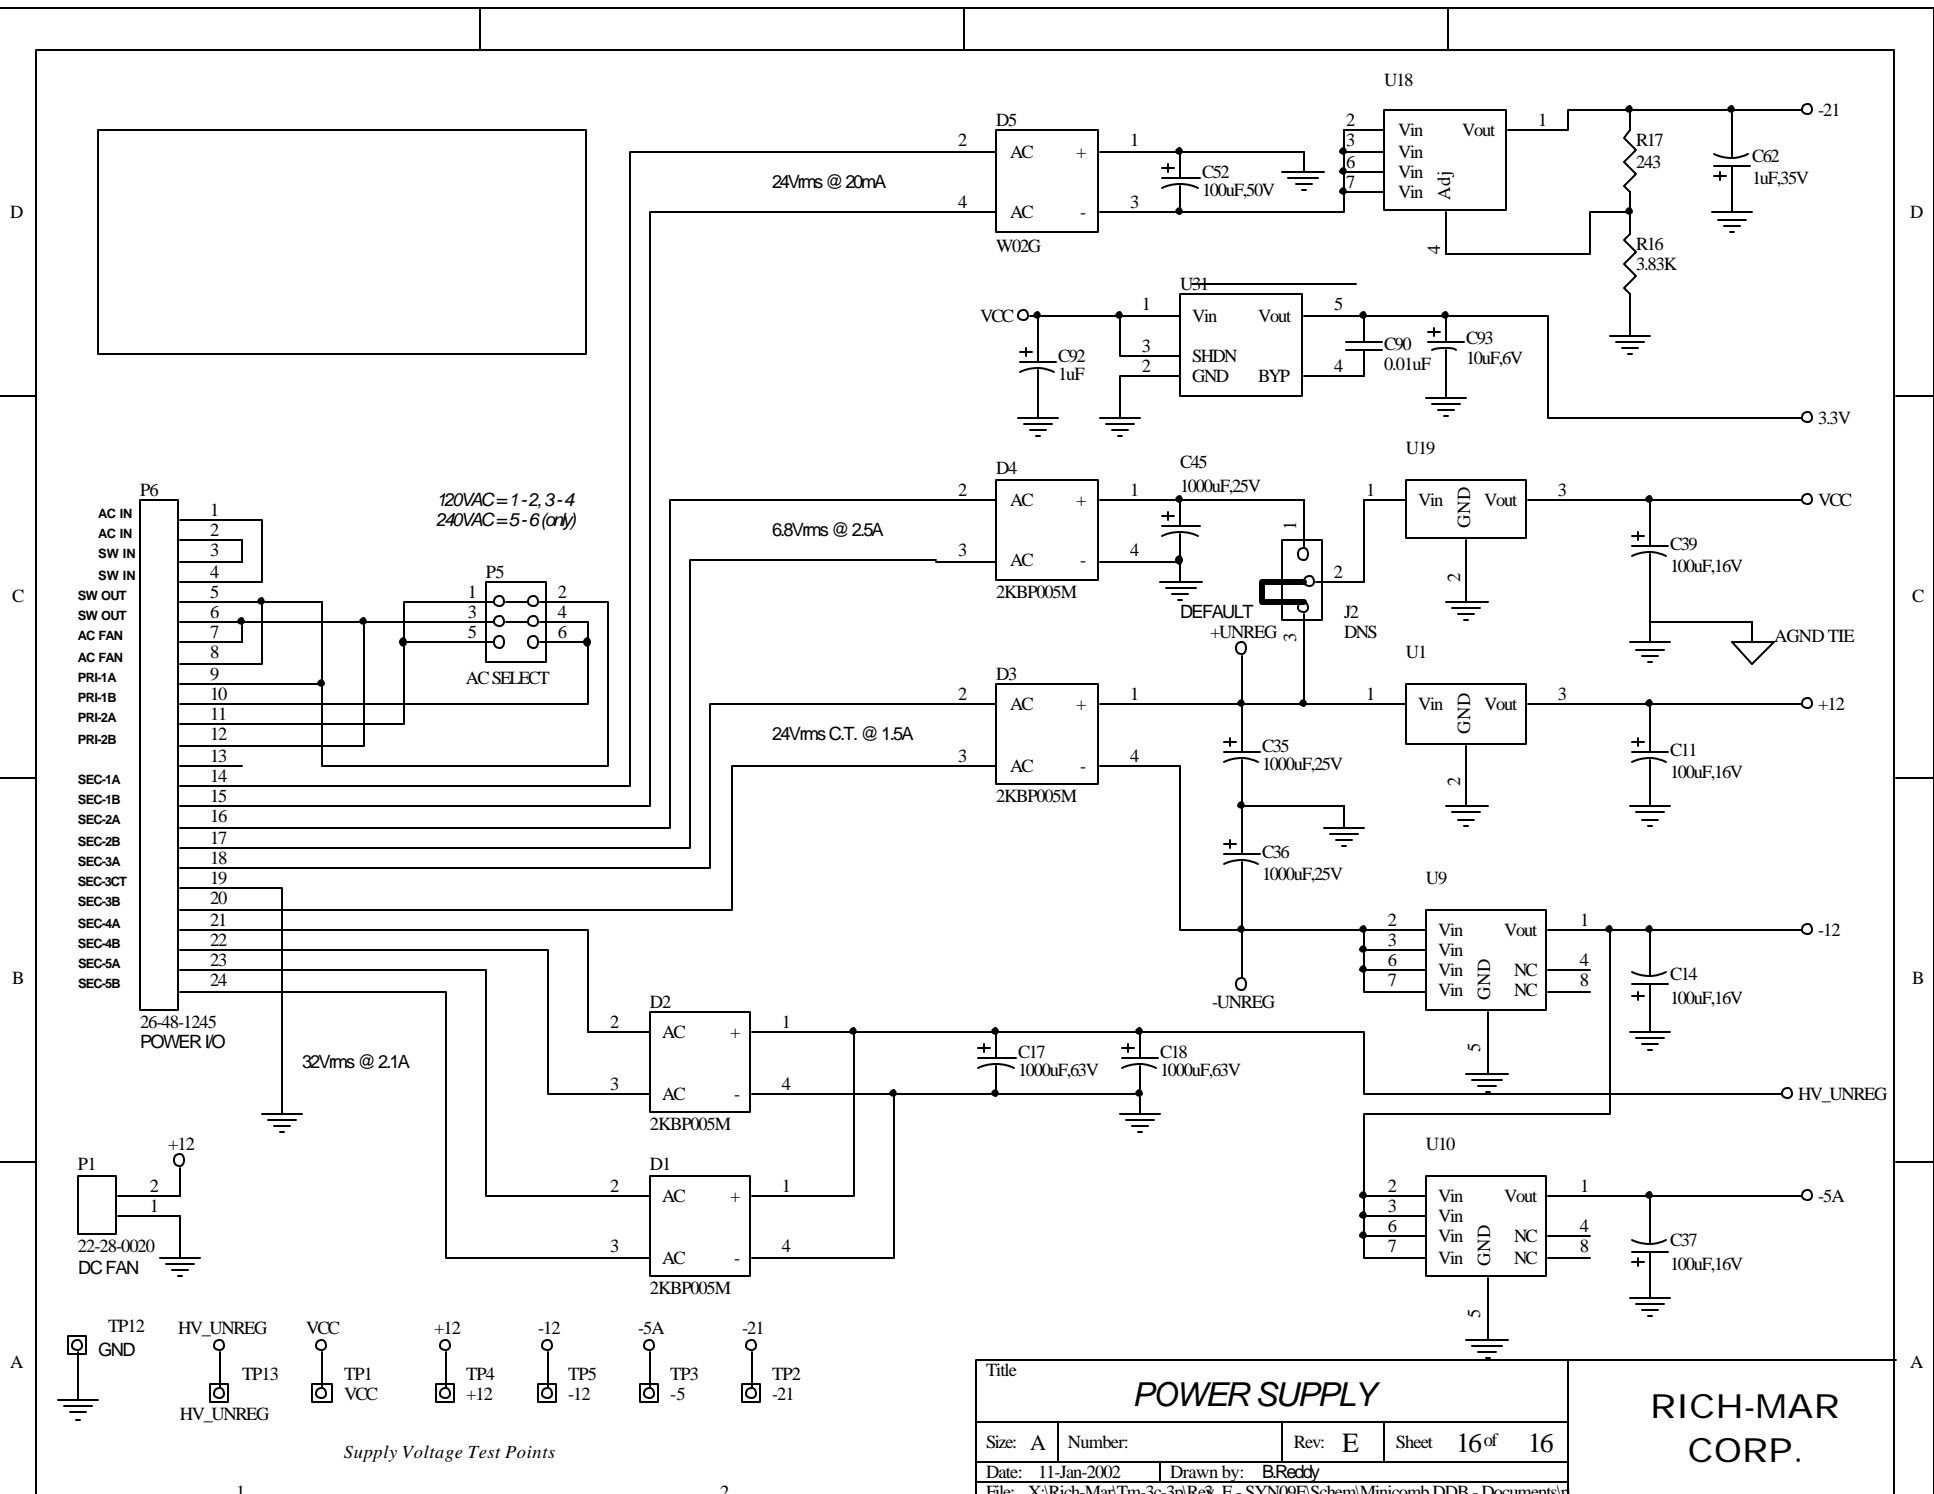 U18
D5
2 AC + 1
24Vrms @ 20mA
C52
100uF,50V
4 AC - 3
W02G
2 Vin Vout 1
3 Vin
6 Vin
7 Vin
Adj
4
-21
R17
243
C62
1uF,35V
R16
3.83K
D
D
U31
VCC
1 Vin Vout 5
3 SHDN
2 GND BYP 4
C92
1uF
C90
0.01uF
C93
10uF,6V
3.3V
U19
D4
C45
1000uF,25V
2 AC + 1
6.8Vrms @ 2.5A
3 AC - 4
2KBP005M
1 Vin GND Vout 3
2
VCC
C39
100uF,16V
AGND TIE
1
2
3
J2
DNS
DEFAULT
+UNREG
120VAC = 1 - 2, 3 - 4
240VAC = 5 - 6 (only)
P6
AC IN 1
AC IN 2
SW IN 3
SW IN 4
SW OUT 5
SW OUT 6
AC FAN 7
AC FAN 8
PRI-1A 9
PRI-1B 10
PRI-2A 11
PRI-2B 12
13
SEC-1A 14
SEC-1B 15
SEC-2A 16
SEC-2B 17
SEC-3A 18
SEC-3CT 19
SEC-3B 20
SEC-4A 21
SEC-4B 22
SEC-5A 23
SEC-5B 24
26-48-1245
POWER I/O
P5
1 2
3 4
5 6
AC SELECT
C
C
D3
2 AC + 1
24Vrms C.T. @ 1.5A
3 AC - 4
2KBP005M
U1
1 Vin GND Vout 3
2
+12
C35
1000uF,25V
C11
100uF,16V
C36
1000uF,25V
-UNREG
U9
2 Vin Vout 1
3 Vin
6 Vin NC 4
7 Vin NC 8
GND
5
-12
C14
100uF,16V
B
B
32Vrms @ 2.1A
D2
2 AC + 1
3 AC - 4
2KBP005M
C17
1000uF,63V
C18
1000uF,63V
HV_UNREG
D1
2 AC + 1
3 AC - 4
2KBP005M
U10
2 Vin Vout 1
3 Vin
6 Vin NC 4
7 Vin NC 8
GND
5
-5A
C37
100uF,16V
+12
P1
2
1
22-28-0020
DC FAN
TP12
GND
HV_UNREG
TP13
HV_UNREG
VCC
TP1
VCC
+12
TP4
+12
-12
TP5
-12
-5A
TP3
-5
-21
TP2
-21
A
A
Supply Voltage Test Points
1 2
Title
POWER SUPPLY
Size: A Number: Rev: E Sheet 16 of 16
Date: 11-Jan-2002 Drawn by: B.Reddy
RICH-MAR
CORP.